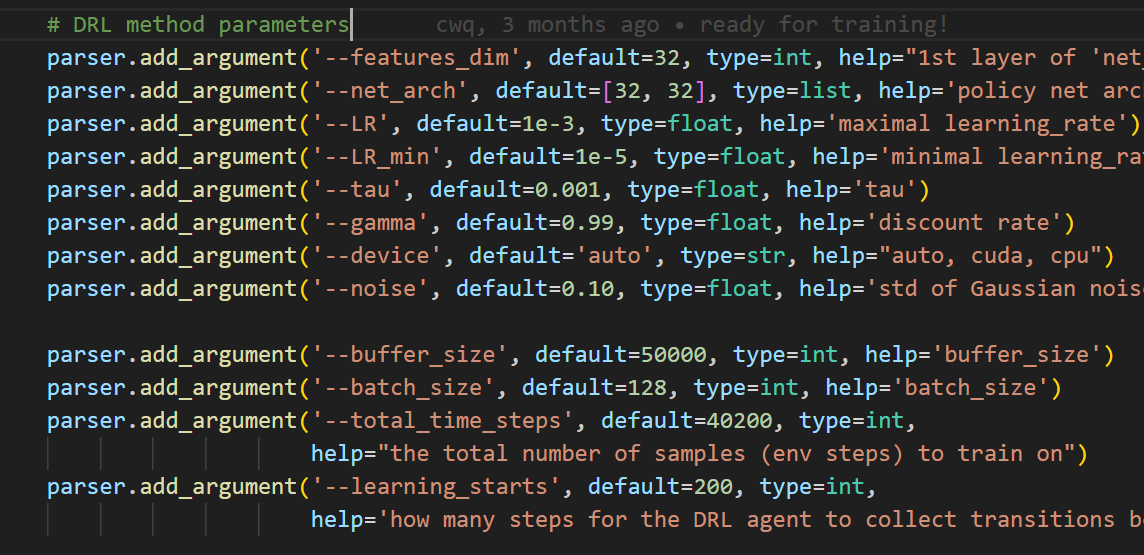 # DRL method parameters cwq, 3 months ago • ready for training!
parser.add_argument('--features_dim', default=32, type=int, help="1st layer of 'net_
parser.add_argument('--net_arch', default=[32, 32], type=list, help='policy net arc
parser.add_argument('--LR', default=1e-3, type=float, help='maximal learning_rate')
parser.add_argument('--LR_min', default=1e-5, type=float, help='minimal learning_ra
parser.add_argument('--tau', default=0.001, type=float, help='tau')
parser.add_argument('--gamma', default=0.99, type=float, help='discount rate')
parser.add_argument('--device', default='auto', type=str, help="auto, cuda, cpu")
parser.add_argument('--noise', default=0.10, type=float, help='std of Gaussian nois
parser.add_argument('--buffer_size', default=50000, type=int, help='buffer_size')
parser.add_argument('--batch_size', default=128, type=int, help='batch_size')
parser.add_argument('--total_time_steps', default=40200, type=int,
help="the total number of samples (env steps) to train on")
parser.add_argument('--learning_starts', default=200, type=int,
help='how many steps for the DRL agent to collect transitions b